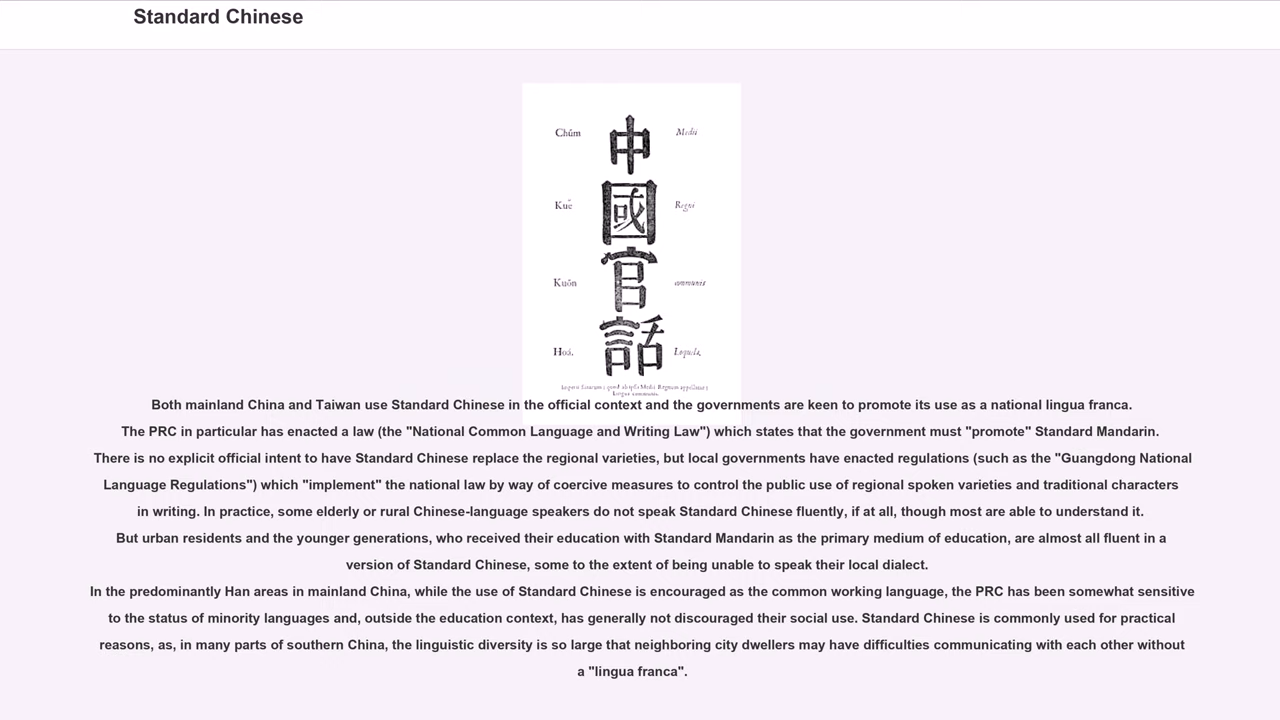 Standard Chinese
Chúm 中 Medii
Kuĕ 國 Regni
Kuōn 官 communis
Hoá. 話 Loquela,
Both mainland China and Taiwan use Standard Chinese in the official context and the governments are keen to promote its use as a national lingua franca.
The PRC in particular has enacted a law (the "National Common Language and Writing Law") which states that the government must "promote" Standard Mandarin.
There is no explicit official intent to have Standard Chinese replace the regional varieties, but local governments have enacted regulations (such as the "Guangdong National
Language Regulations") which "implement" the national law by way of coercive measures to control the public use of regional spoken varieties and traditional characters
in writing. In practice, some elderly or rural Chinese-language speakers do not speak Standard Chinese fluently, if at all, though most are able to understand it.
But urban residents and the younger generations, who received their education with Standard Mandarin as the primary medium of education, are almost all fluent in a
version of Standard Chinese, some to the extent of being unable to speak their local dialect.
In the predominantly Han areas in mainland China, while the use of Standard Chinese is encouraged as the common working language, the PRC has been somewhat sensitive
to the status of minority languages and, outside the education context, has generally not discouraged their social use. Standard Chinese is commonly used for practical
reasons, as, in many parts of southern China, the linguistic diversity is so large that neighboring city dwellers may have difficulties communicating with each other without
a "lingua franca".